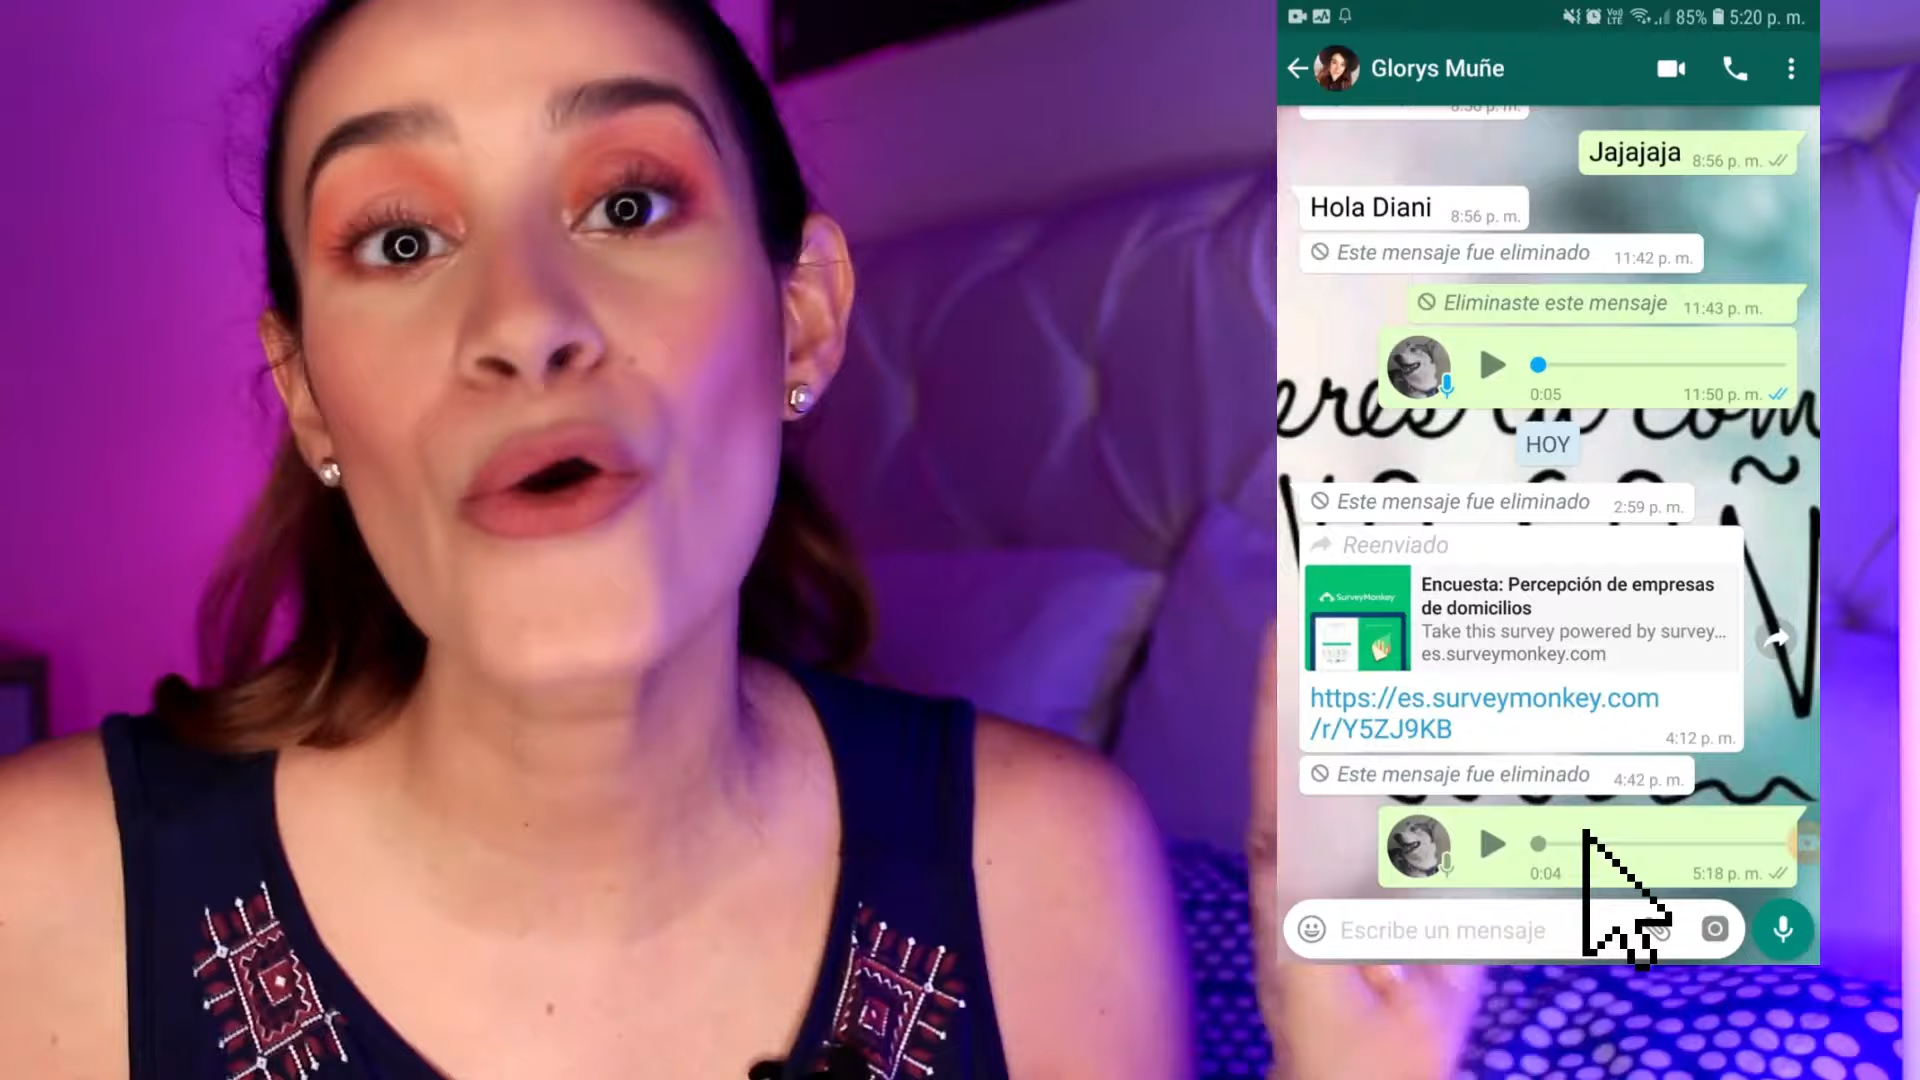 85% 5:20 p. m.
Glorys Muñe
8:56 p. m.
Jajajaja 8:56 p. m.
Hola Diani 8:56 p. m.
Este mensaje fue eliminado 11:42 p. m.
Eliminaste este mensaje 11:43 p. m.
0:05 11:50 p. m.
HOY
Este mensaje fue eliminado 2:59 p. m.
Reenviado
SurveyMonkey
Encuesta: Percepción de empresas
de domicilios
Take this survey powered by survey...
es.surveymonkey.com
https://es.surveymonkey.com
/r/Y5ZJ9KB
4:12 p. m.
Este mensaje fue eliminado 4:42 p. m.
0:04 5:18 p. m.
Escribe un mensaje